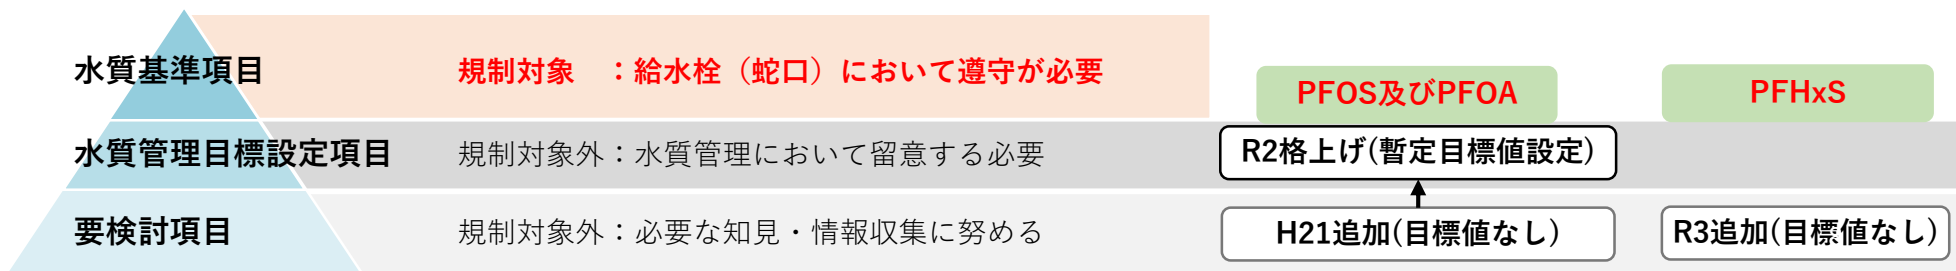 水質基準項目
規制対象　：給水栓（蛇口）において遵守が必要
PFOS及びPFOA
PFHxS
水質管理目標設定項目
規制対象外：水質管理において留意する必要
R2格上げ(暫定目標値設定)
要検討項目
規制対象外：必要な知見・情報収集に努める
H21追加(目標値なし)
R3追加(目標値なし)